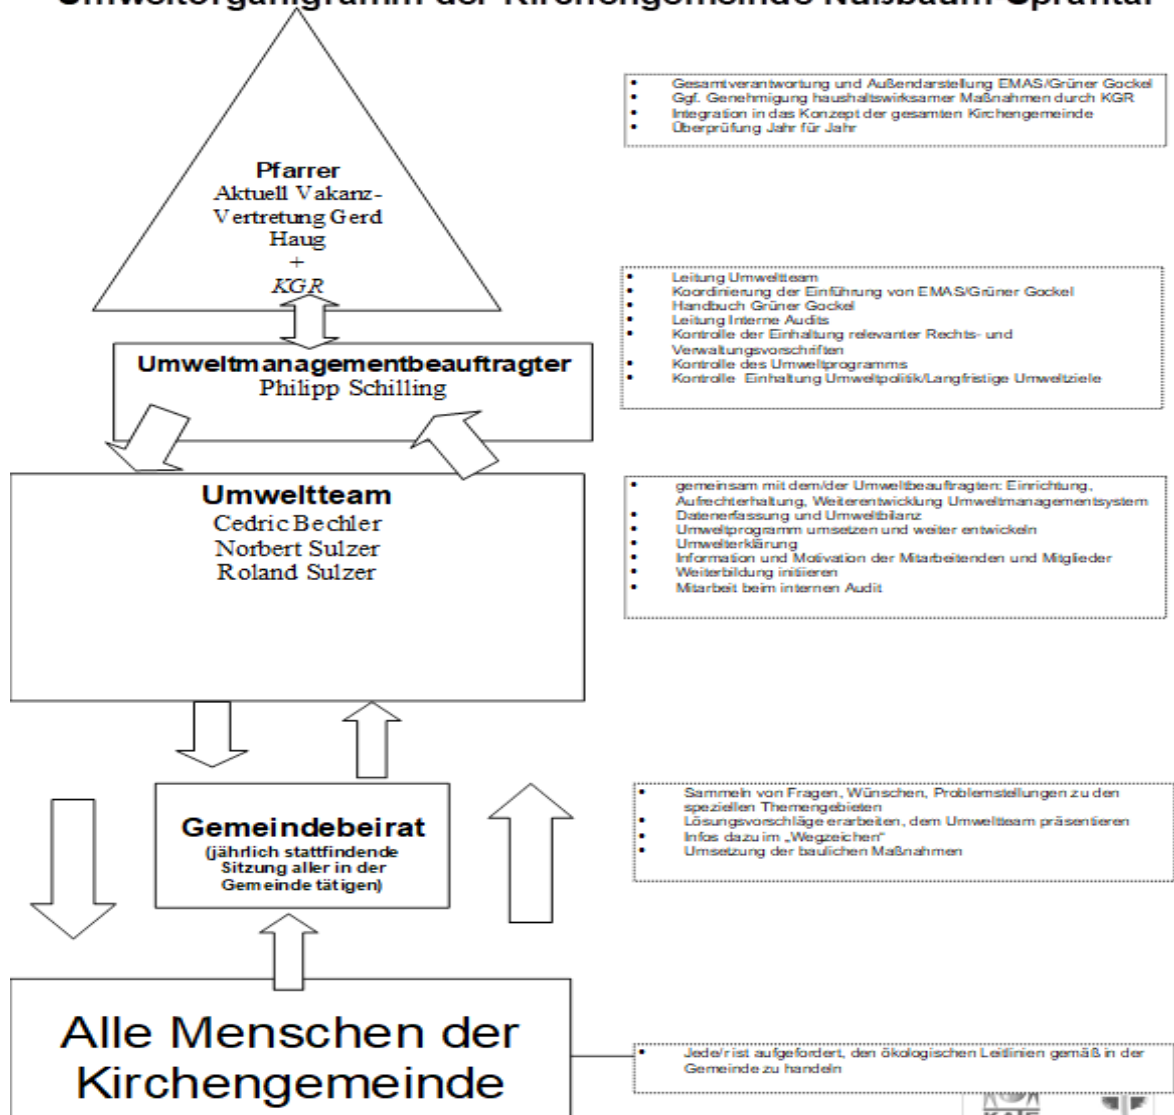 Umweltorganigramm der Kirchengemeinde Nußbaum-Sprantal
Pfarrer
Aktuell Vakanz-
Vertretung Gerd
Haug
+
KGR
• Gesamtverantwortung und Außendarstellung EMAS/Grüner Gockel
• Ggf. Genehmigung haushaltswirksamer Maßnahmen durch KGR
• Integration in das Konzept der gesamten Kirchengemeinde
• Überprüfung Jahr für Jahr
Umweltmanagementbeauftragter
Philipp Schilling
• Leitung Umweltteam
• Koordinierung der Einführung von EMAS/Grüner Gockel
• Handbuch Grüner Gockel
• Leitung Interne Audits
• Kontrolle der Einhaltung relevanter Rechts- und
Verwaltungsvorschriften
• Kontrolle des Umweltprogramms
• Kontrolle Einhaltung Umweltpolitik/Langfristige Umweltziele
Umweltteam
Cedric Bechler
Norbert Sulzer
Roland Sulzer
• gemeinsam mit dem/der Umweltbeauftragten: Einrichtung,
Aufrechterhaltung, Weiterentwicklung Umweltmanagementsystem
• Datenerfassung und Umweltbilanz
• Umweltprogramm umsetzen und weiter entwickeln
• Umwelterklärung
• Information und Motivation der Mitarbeitenden und Mitglieder
• Weiterbildung initiieren
• Mitarbeit beim internen Audit
Gemeindebeirat
(jährlich stattfindende
Sitzung aller in der
Gemeinde tätigen)
• Sammeln von Fragen, Wünschen, Problemstellungen zu den
speziellen Themengebieten
• Lösungsvorschläge erarbeiten, dem Umweltteam präsentieren
• Infos dazu im „Wegzeichen“
• Umsetzung der baulichen Maßnahmen
Alle Menschen der
Kirchengemeinde
• Jede/r ist aufgefordert, den ökologischen Leitlinien gemäß in der
Gemeinde zu handeln
KATE